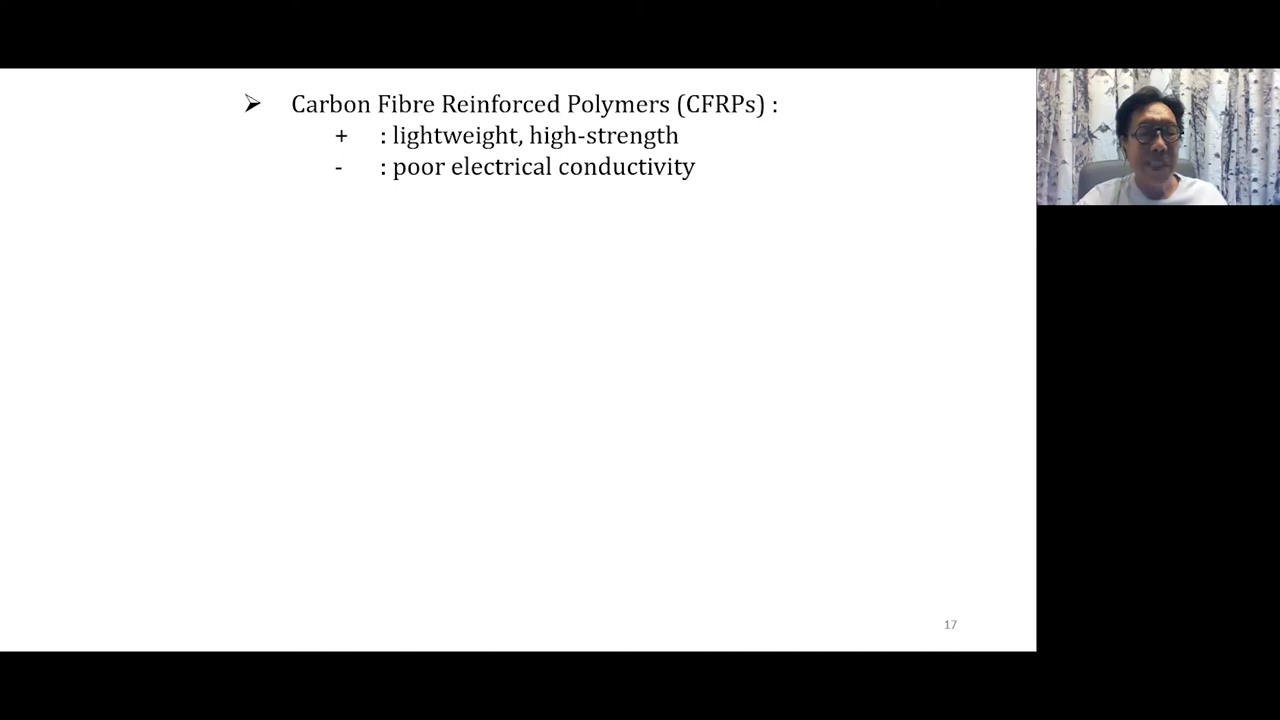 ➢ Carbon Fibre Reinforced Polymers (CFRPs) :
+ : lightweight, high-strength
- : poor electrical conductivity
17